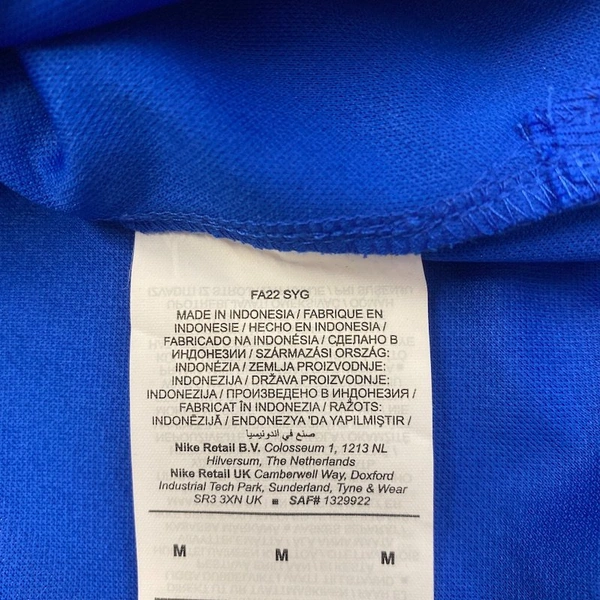 FA22 SYG
MADE IN INDONESIA / FABRIQUE EN
INDONESIE / HECHO EN INDONESIA /
FABRICADO NA INDONÉSIA / СДЕЛАНО В
ИНДОНЕЗИИ / SZÁRMAZÁSI ORSZÁG:
INDONÉZIA / ZEMLJA PROIZVODNJE:
INDONEZIJA / DRŽAVA PROIZVODNJE:
INDONEZIJA / ПРОИЗВЕДЕНО В ИНДОНЕЗИЯ /
FABRICAT ÎN INDONEZIA / RAŽOTS:
INDONĒZIJĀ / ENDONEZYA 'DA YAPILMIŞTIR /
صنع في أندونيسيا
Nike Retail B.V. Colosseum 1, 1213 NL
Hilversum, The Netherlands
Nike Retail UK Camberwell Way, Doxford
Industrial Tech Park, Sunderland, Tyne & Wear
SR3 3XN UK ■ SAF# 1329922
M M M